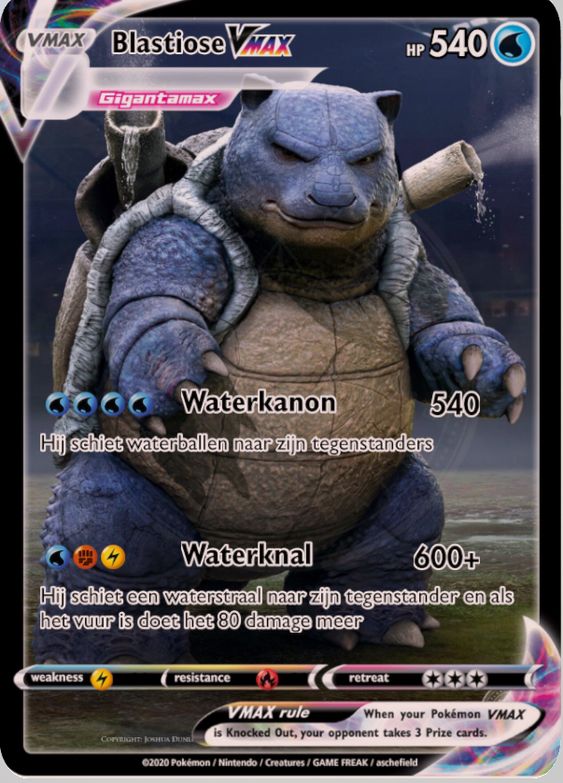 VMAX
Blastiose VMAX HP 540
Gigantamax
Waterkanon 540
Hij schiet waterballen naar zijn tegenstanders
Waterknal 600+
Hij schiet een waterstraal naar zijn tegenstander en als
het vuur is doet het 80 damage meer
weakness resistance retreat
VMAX rule When your Pokémon VMAX
is Knocked Out, your opponent takes 3 Prize cards.
Copyright: Joshua
©2020 Pokémon / Nintendo / Creatures / GAME FREAK / aschefield